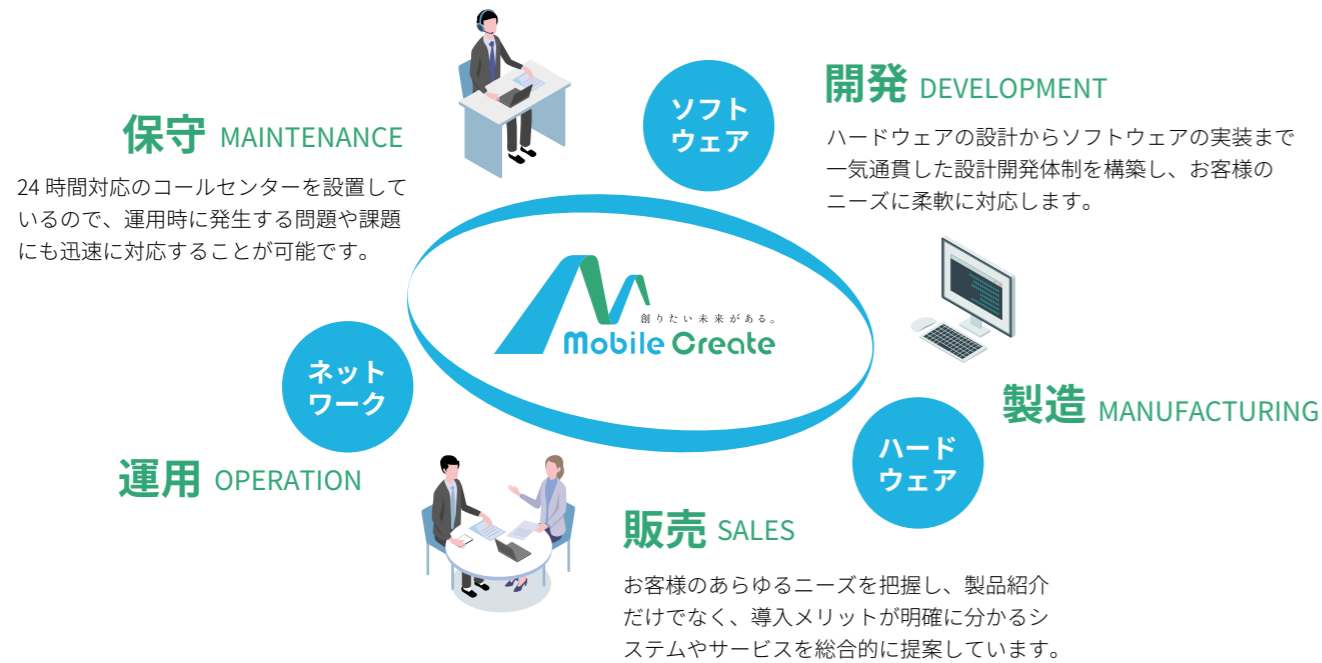 ソフト
ウェア
開発 DEVELOPMENT
ハードウェアの設計からソフトウェアの実装まで
一気通貫した設計開発体制を構築し、お客様の
ニーズに柔軟に対応します。
保守 MAINTENANCE
24 時間対応のコールセンターを設置して
いるので、運用時に発生する問題や課題
にも迅速に対応することが可能です。
創りたい未来がある。
Mobile Create
ネット
ワーク
製造 MANUFACTURING
ハード
ウェア
運用 OPERATION
販売 SALES
お客様のあらゆるニーズを把握し、製品紹介
だけでなく、導入メリットが明確に分かるシ
ステムやサービスを総合的に提案しています。